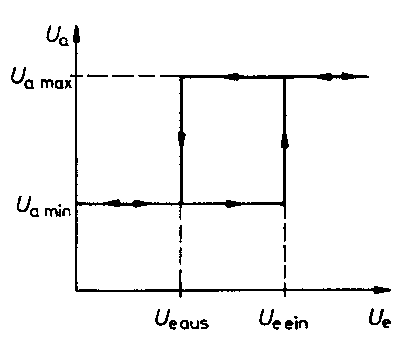 Ua
Ua max
Ua min
Ue aus
Ue ein
Ue